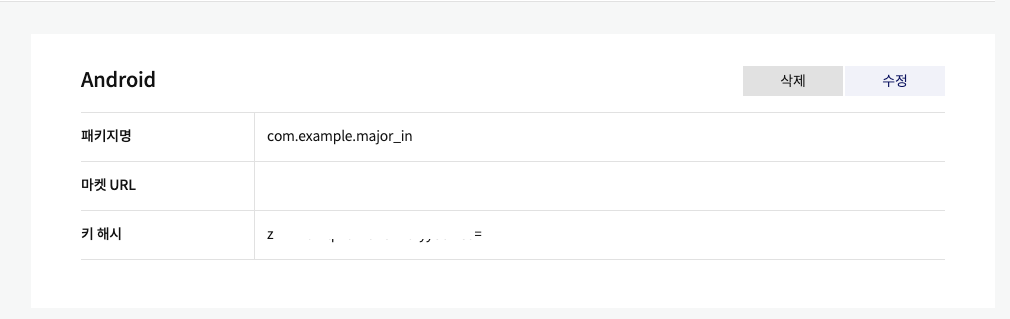 Android
삭제 수정
패키지명 com.example.major_in
마켓 URL
키 해시